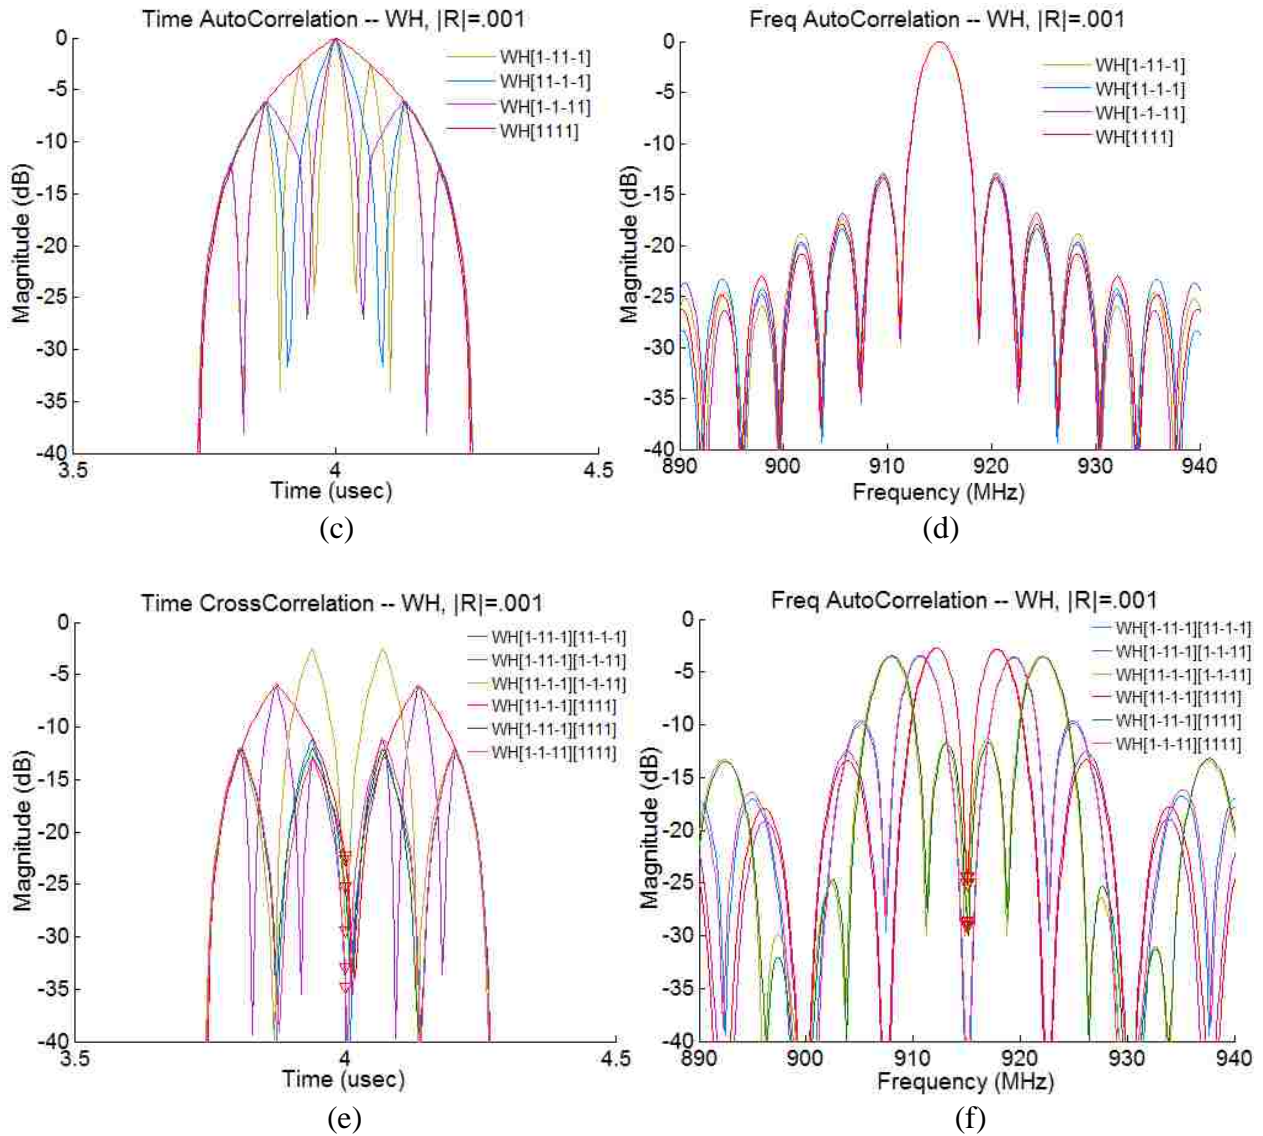 Time AutoCorrelation -- WH, |R|=.001
0
-5
-10
-15
-20
-25
-30
-35
-40
Magnitude (dB)
WH[1-11-1]
WH[11-1-1]
WH[1-1-11]
WH[1111]
3.5
4
4.5
Time (usec)
(c)
Freq AutoCorrelation -- WH, |R|=.001
0
-5
-10
-15
-20
-25
-30
-35
-40
Magnitude (dB)
WH[1-11-1]
WH[11-1-1]
WH[1-1-11]
WH[1111]
890
900
910
920
930
940
Frequency (MHz)
(d)
Time CrossCorrelation -- WH, |R|=.001
0
-5
-10
-15
-20
-25
-30
-35
-40
Magnitude (dB)
WH[1-11-1][11-1-1]
WH[1-11-1][1-1-11]
WH[11-1-1][1-1-11]
WH[11-1-1][1111]
WH[1-11-1][1111]
WH[1-1-11][1111]
3.5
4
4.5
Time (usec)
(e)
Freq AutoCorrelation -- WH, |R|=.001
0
-5
-10
-15
-20
-25
-30
-35
-40
Magnitude (dB)
WH[1-11-1][11-1-1]
WH[1-11-1][1-1-11]
WH[11-1-1][1-1-11]
WH[11-1-1][1111]
WH[1-11-1][1111]
WH[1-1-11][1111]
890
900
910
920
930
940
Frequency (MHz)
(f)